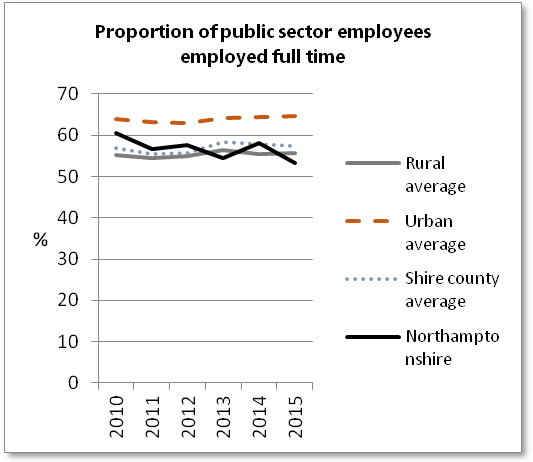 Proportion of public sector employees
employed full time
70
60
50
40
30
20
10
0
%
2010
2011
2012
2013
2014
2015
Rural
average
Urban
average
Shire county
average
Northampto
nshire